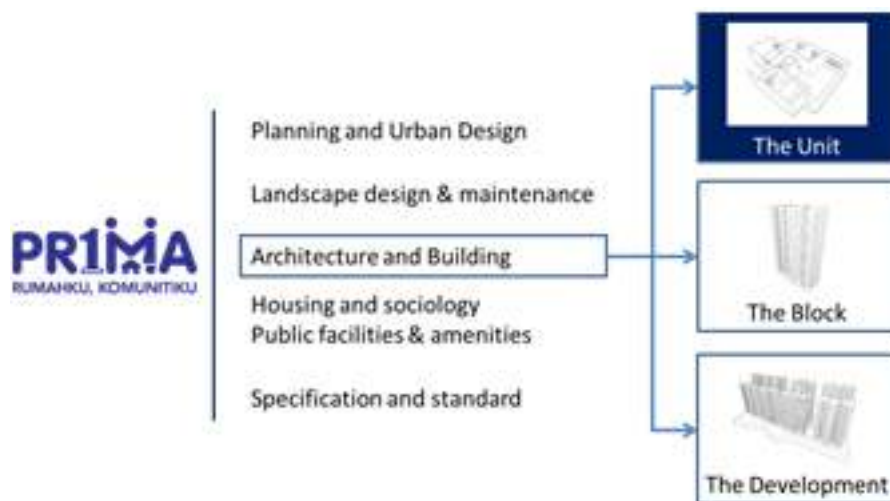 PR1MA
RUMAHKU, KOMUNITIKU
Planning and Urban Design
Landscape design & maintenance
Architecture and Building
Housing and sociology
Public facilities & amenities
Specification and standard
The Unit
The Block
The Development